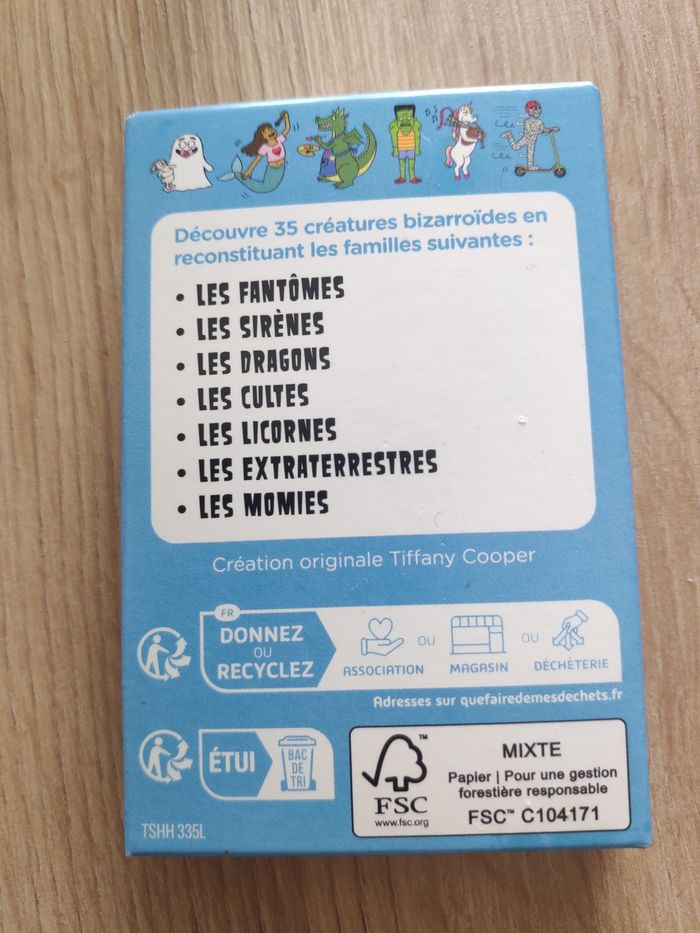 Découvre 35 créatures bizarroïdes en
reconstituant les familles suivantes :
• LES FANTÔMES
• LES SIRÈNES
• LES DRAGONS
• LES CULTES
• LES LICORNES
• LES EXTRATERRESTRES
• LES MOMIES
Création originale Tiffany Cooper
FR
DONNEZ
OU
RECYCLEZ
ASSOCIATION
OU
MAGASIN
OU
DÉCHÈTERIE
Adresses sur quefairedemesdechets.fr
ÉTUI
BAC
DE
TRI
TSHH 335L
FSC
www.fsc.org
MIXTE
Papier | Pour une gestion
forestière responsable
FSC™ C104171